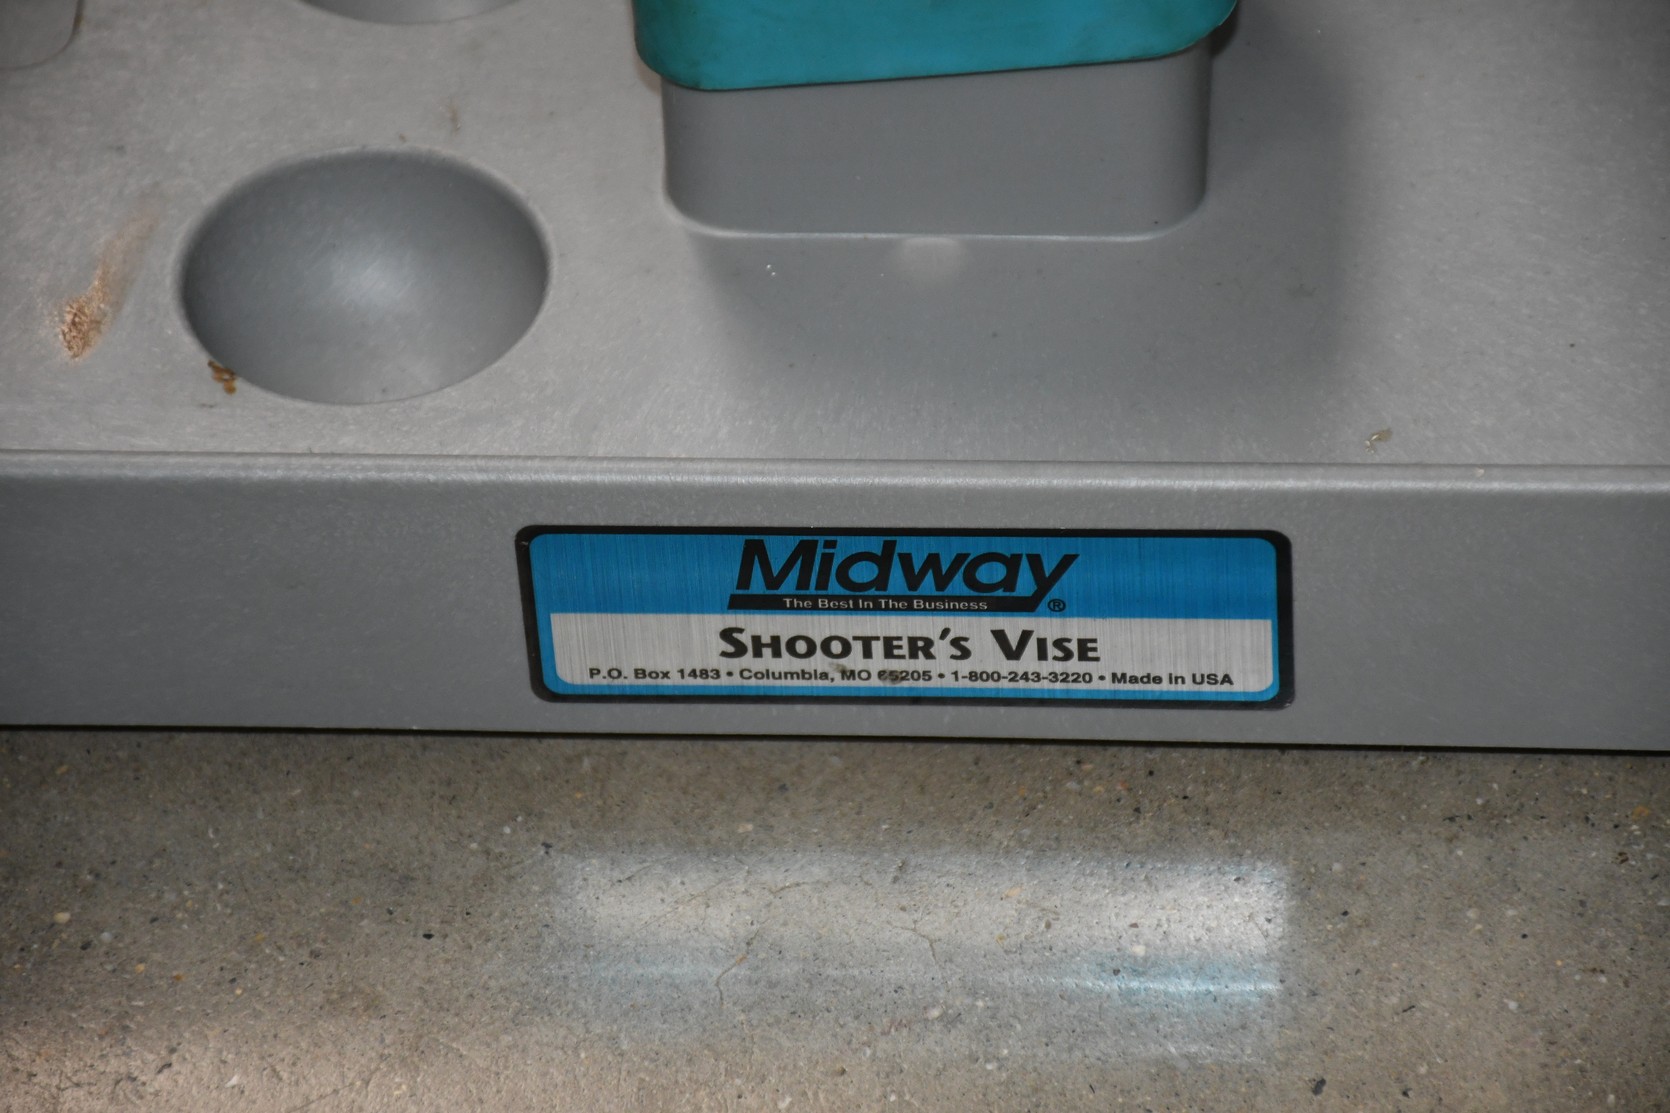 Midway
The Best In The Business ®
SHOOTER'S VISE
P.O. Box 1483 • Columbia, MO 65205 • 1-800-243-3220 • Made in USA